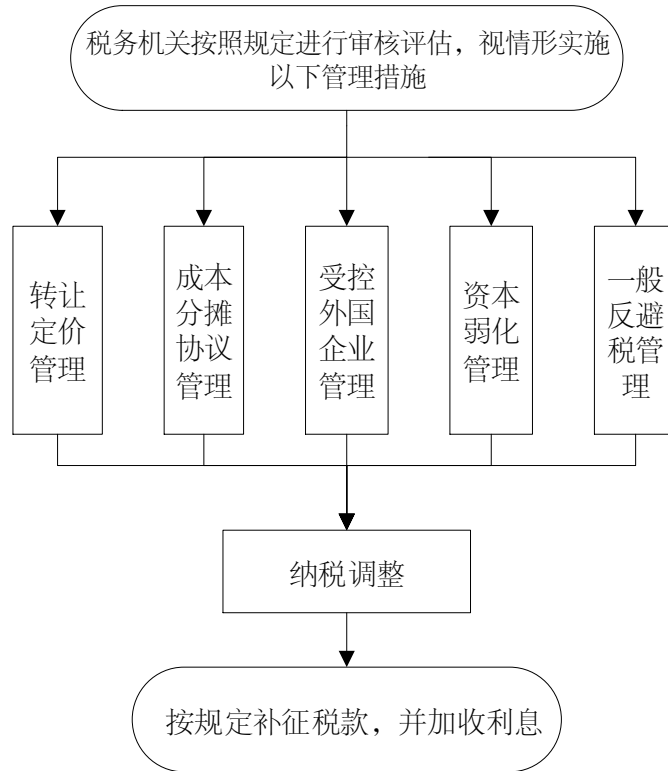 税务机关按照规定进行审核评估，视情形实施
以下管理措施
转让
定价
管理
成本
分摊
协议
管理
受控
外国
企业
管理
资本
弱化
管理
一般
反避
税管
理
纳税调整
按规定补征税款，并加收利息